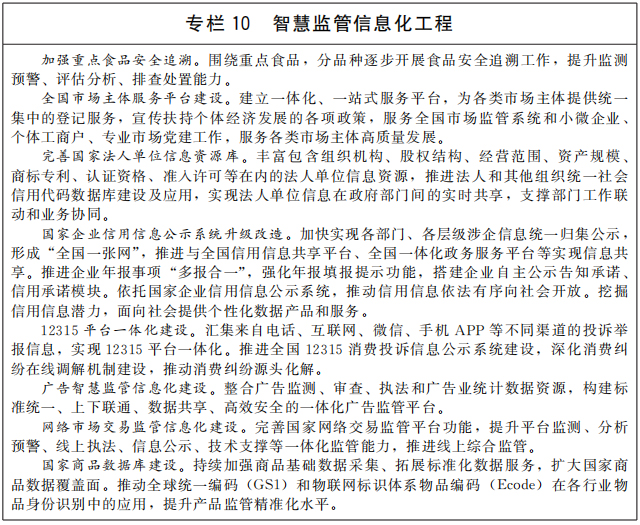 专栏 10 智慧监管信息化工程
加强重点食品安全追溯。围绕重点食品，分品种逐步开展食品安全追溯工作，提升监测
预警、评估分析、排查处置能力。
全国市场主体服务平台建设。建立一体化、一站式服务平台，为各类市场主体提供统一
集中的登记服务，宣传扶持个体经济发展的各项政策，服务全国市场监管系统和小微企业、
个体工商户、专业市场党建工作，服务各类市场主体高质量发展。
完善国家法人单位信息资源库。丰富包含组织机构、股权结构、经营范围、资产规模、
商标专利、认证资格、准入许可等在内的法人单位信息资源，推进法人和其他组织统一社会
信用代码数据库建设及应用，实现法人单位信息在政府部门间的实时共享，支撑部门工作联
动和业务协同。
国家企业信用信息公示系统升级改造。加快实现各部门、各层级涉企信息统一归集公示，
形成“全国一张网”，推进与全国信用信息共享平台、全国一体化政务服务平台等实现信息共
享。推进企业年报事项“多报合一”，强化年报填报提示功能，搭建企业自主公示告知承诺、
信用承诺模块。依托国家企业信用信息公示系统，推动信用信息依法有序向社会开放。挖掘
信用信息潜力，面向社会提供个性化数据产品和服务。
12315 平台一体化建设。汇集来自电话、互联网、微信、手机 APP 等不同渠道的投诉举
报信息，实现 12315 平台一体化。推进全国 12315 消费投诉信息公示系统建设，深化消费纠
纷在线调解机制建设，推动消费纠纷源头化解。
广告智慧监管信息化建设。整合广告监测、审查、执法和广告业统计数据资源，构建标
准统一、上下联通、数据共享、高效安全的一体化广告监管平台。
网络市场交易监管信息化建设。完善国家网络交易监管平台功能，提升平台监测、分析
预警、线上执法、信息公示、技术支撑等一体化监管能力，推进线上综合监管。
国家商品数据库建设。持续加强商品基础数据采集、拓展标准化数据服务，扩大国家商
品数据覆盖面。推动全球统一编码（GS1）和物联网标识体系物品编码（Ecode）在各行业物
品身份识别中的应用，提升产品监管精准化水平。